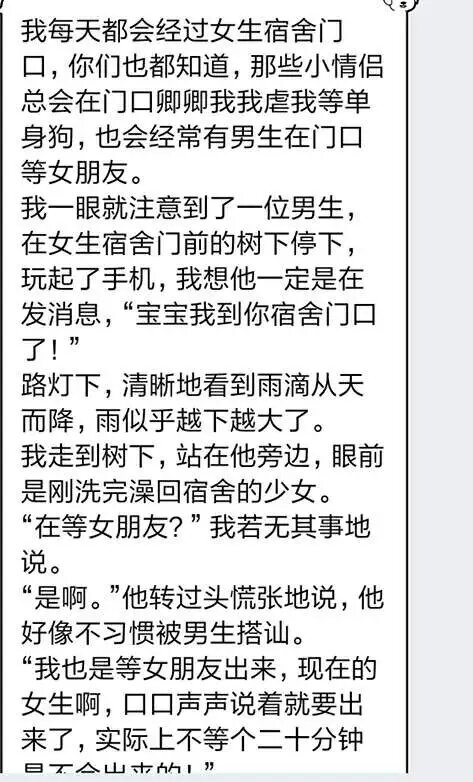 我每天都会经过女生宿舍门
口，你们也都知道，那些小情侣
总会在门口卿卿我我虐我等单
身狗，也会经常有男生在门口
等女朋友。
我一眼就注意到了一位男生，
在女生宿舍门前的树下停下，
玩起了手机，我想他一定是在
发消息，“宝宝我到你宿舍门口
了！”
路灯下，清晰地看到雨滴从天
而降，雨似乎越下越大了。
我走到树下，站在他旁边，眼前
是刚洗完澡回宿舍的少女。
“在等女朋友？”我若无其事地
说。
“是啊。”他转过头慌张地说，他
好像不习惯被男生搭讪。
“我也是等女朋友出来，现在的
女生啊，口口声声说着就要出
来了，实际上不等个二十分钟
是不会出来的！”